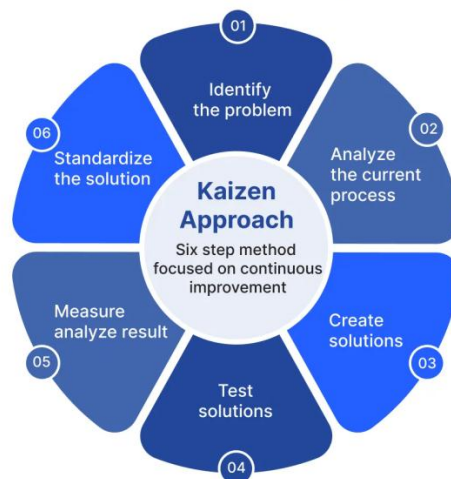 Kaizen
Approach
Six step method
focused on continuous
improvement
01
Identify
the problem
02
Analyze
the current
process
03
Create
solutions
04
Test
solutions
05
Measure
analyze result
06
Standardize
the solution